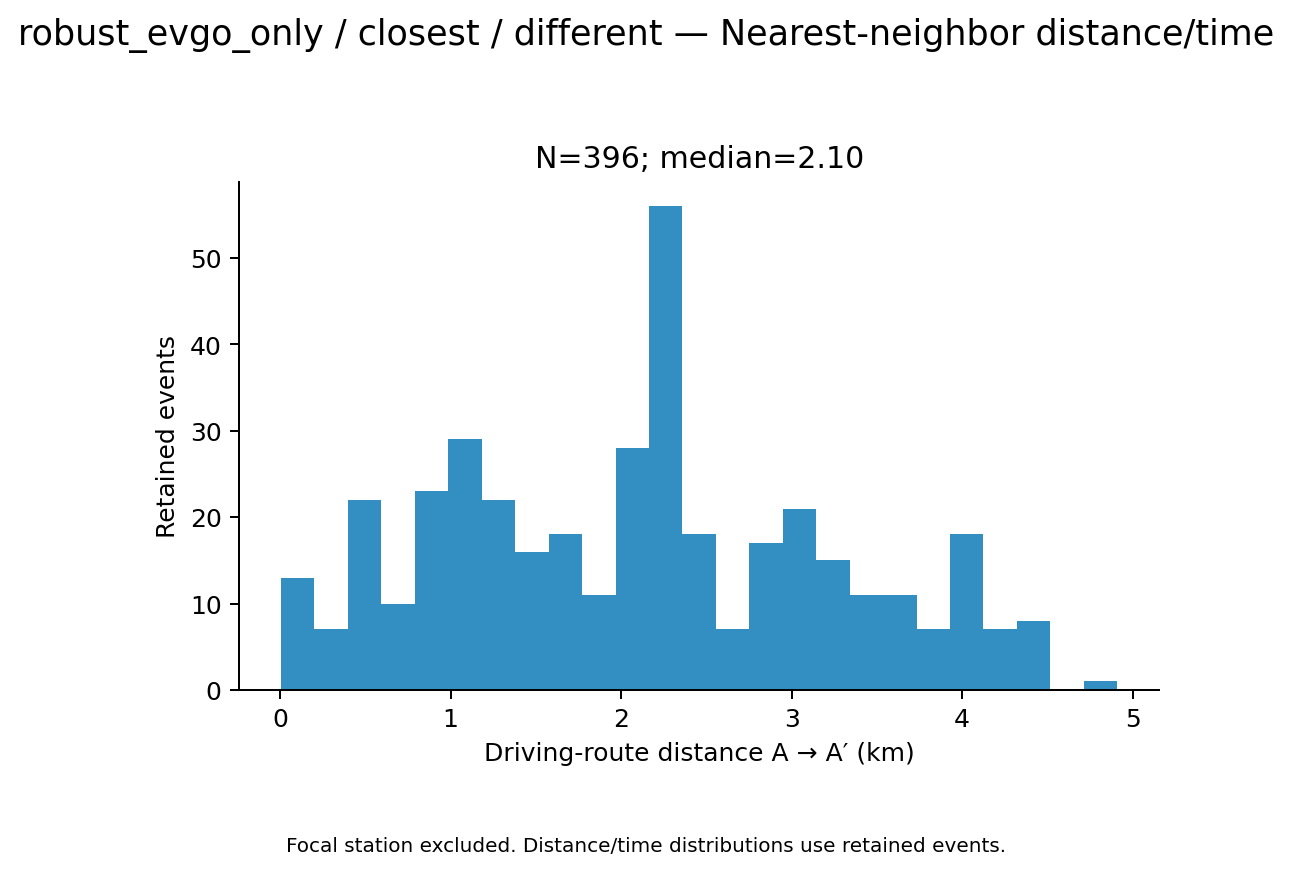 robust_evgo_only / closest / different — Nearest-neighbor distance/time
N=396; median=2.10
50
40
30
20
10
0
Retained events
0 1 2 3 4 5
Driving-route distance A → A′ (km)
Focal station excluded. Distance/time distributions use retained events.